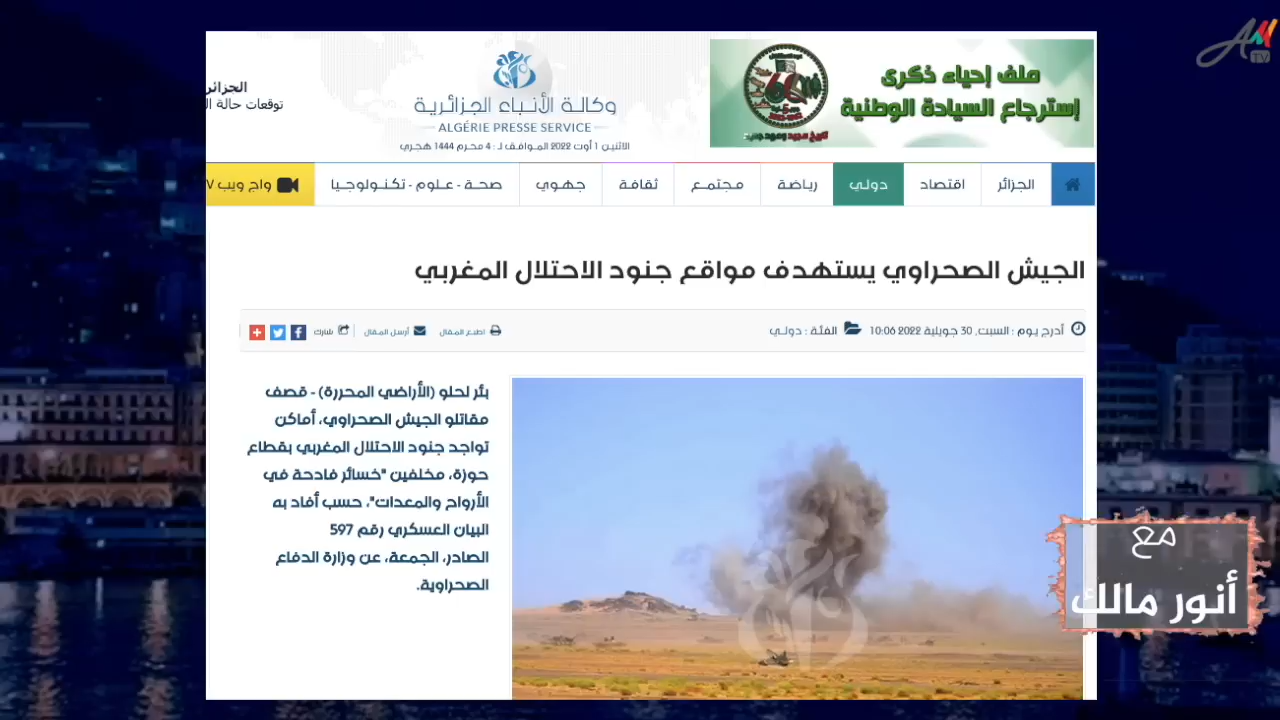 TV
ملف إحياء ذكرى
إسترجاع السيادة الوطنية
60
وكالة الأنباء الجزائرية
ALGÉRIE PRESSE SERVICE
الاثنين 1 أوت 2022 الموافق لـ : 4 محرم 1444 هجري
الجزائر
توقعات حالة ال
الجزائر اقتصاد دولي رياضة مجتمع ثقافة جهوي صحة - علوم - تكنولوجيا واج ويب
الجيش الصحراوي يستهدف مواقع جنود الاحتلال المغربي
أدرج يوم : السبت, 30 جويلية 2022 10:06 الفئة : دولي اطبع المقال أرسل المقال شارك
بئر لحلو (الأراضي المحررة) - قصف
مقاتلو الجيش الصحراوي، أماكن
تواجد جنود الاحتلال المغربي بقطاع
حوزة، مخلفين "خسائر فادحة في
الأرواح والمعدات"، حسب أفاد به
البيان العسكري رقم 597
الصادر، الجمعة، عن وزارة الدفاع
الصحراوية.
مع
أنور مالك